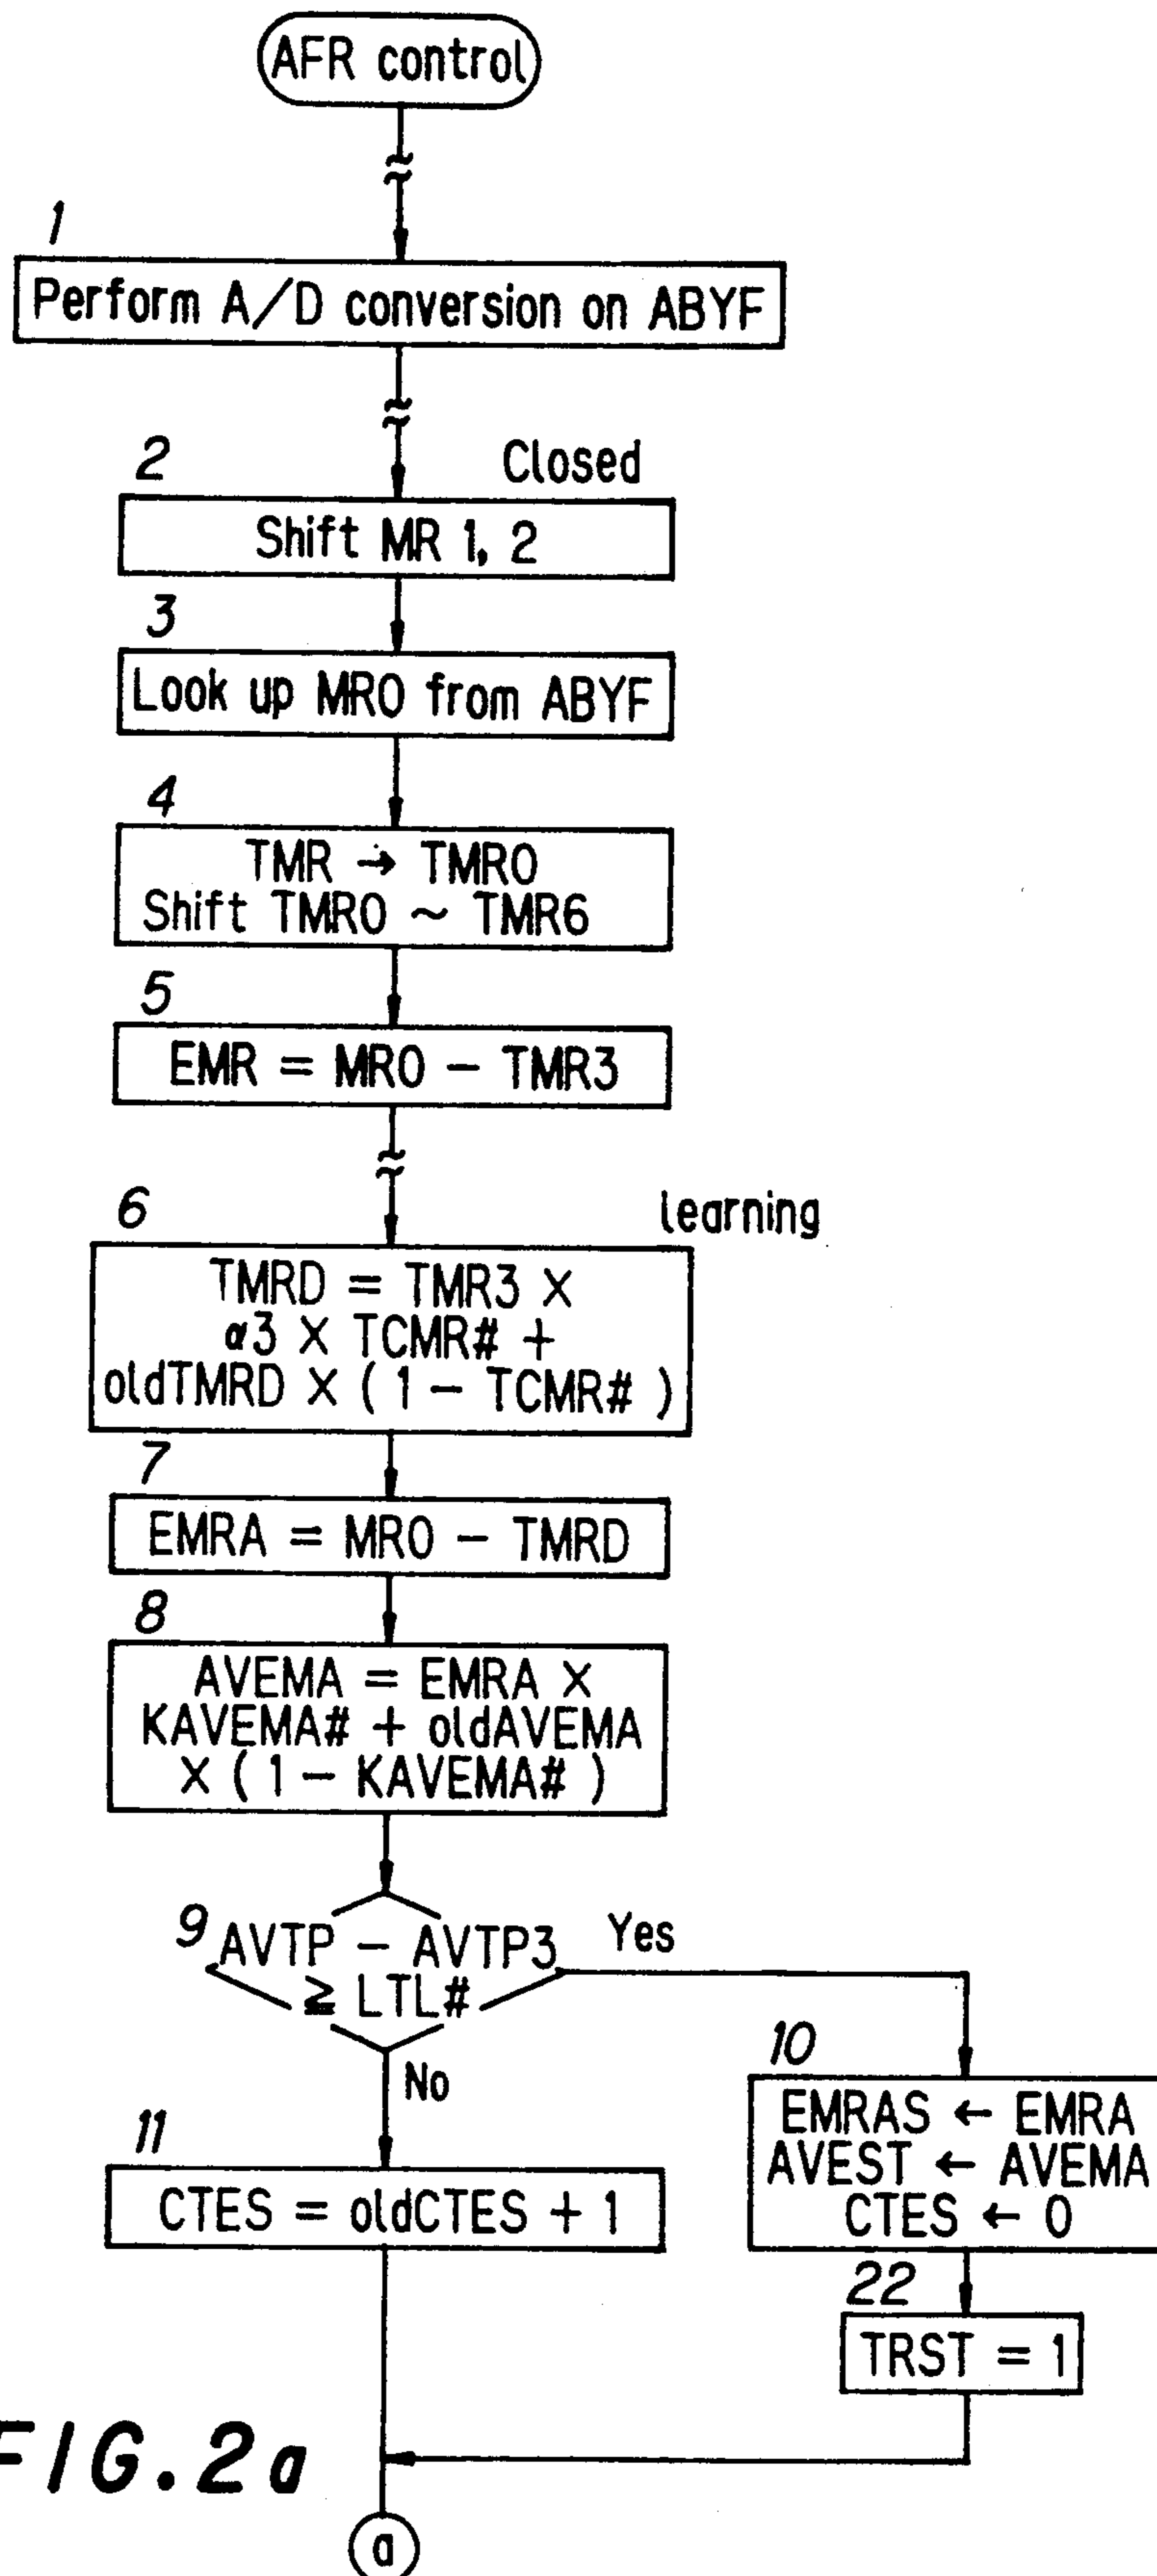 AFR control
1
Perform A/D conversion on ABYF
2
Closed
Shift MR 1, 2
3
Look up MR0 from ABYF
4
TMR → TMR0
Shift TMR0 ~ TMR6
5
EMR = MR0 - TMR3
6
learning
TMRD = TMR3 ×
α3 × TCMR# +
oldTMRD × ( 1 - TCMR# )
7
EMRA = MR0 - TMRD
8
AVEMA = EMRA ×
KAVEMA# + oldAVEMA
× ( 1 - KAVEMA# )
9
AVTP - AVTP3
≧ LTL#
Yes
No
10
EMRAS ← EMRA
AVEST ← AVEMA
CTES ← 0
11
CTES = oldCTES + 1
22
TRST = 1
FIG.2a
a